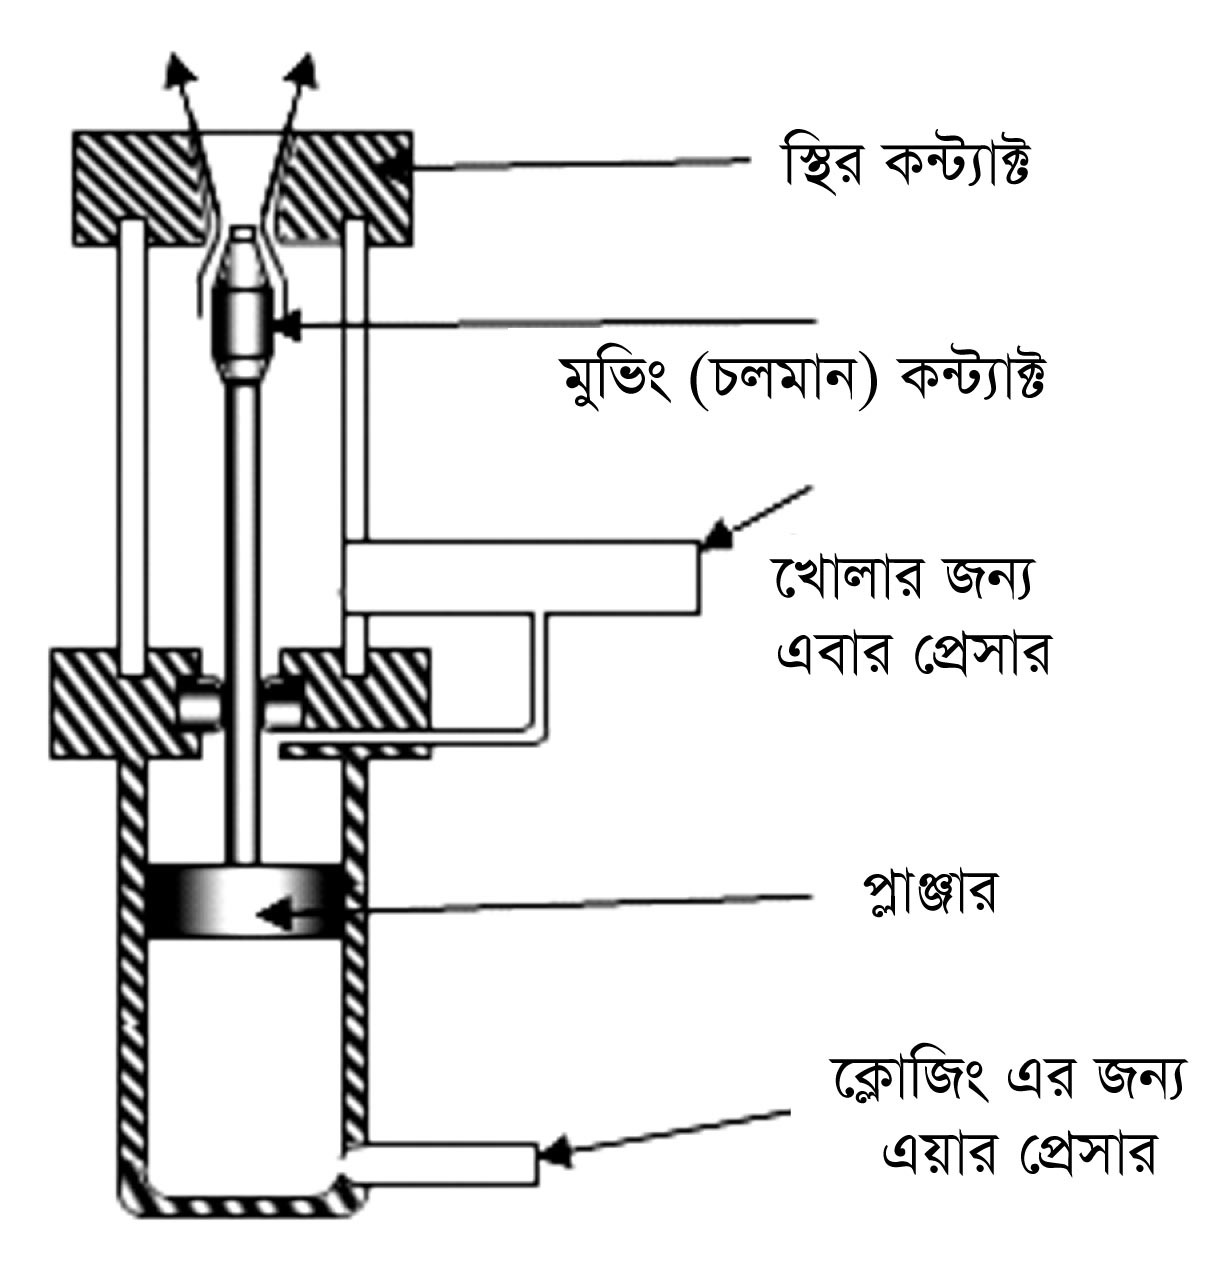 স্থির কন্ট্যাক্ট
মুভিং (চলমান) কন্ট্যাক্ট
খোলার জন্য
এবার প্রেসার
প্লাঞ্জার
ক্লোজিং এর জন্য
এয়ার প্রেসার